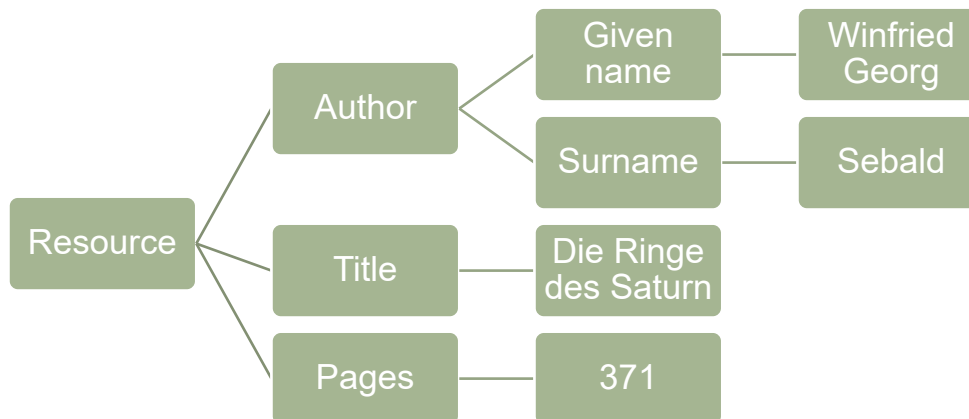 Resource
Author
Given
name
Winfried
Georg
Surname
Sebald
Title
Die Ringe
des Saturn
Pages
371